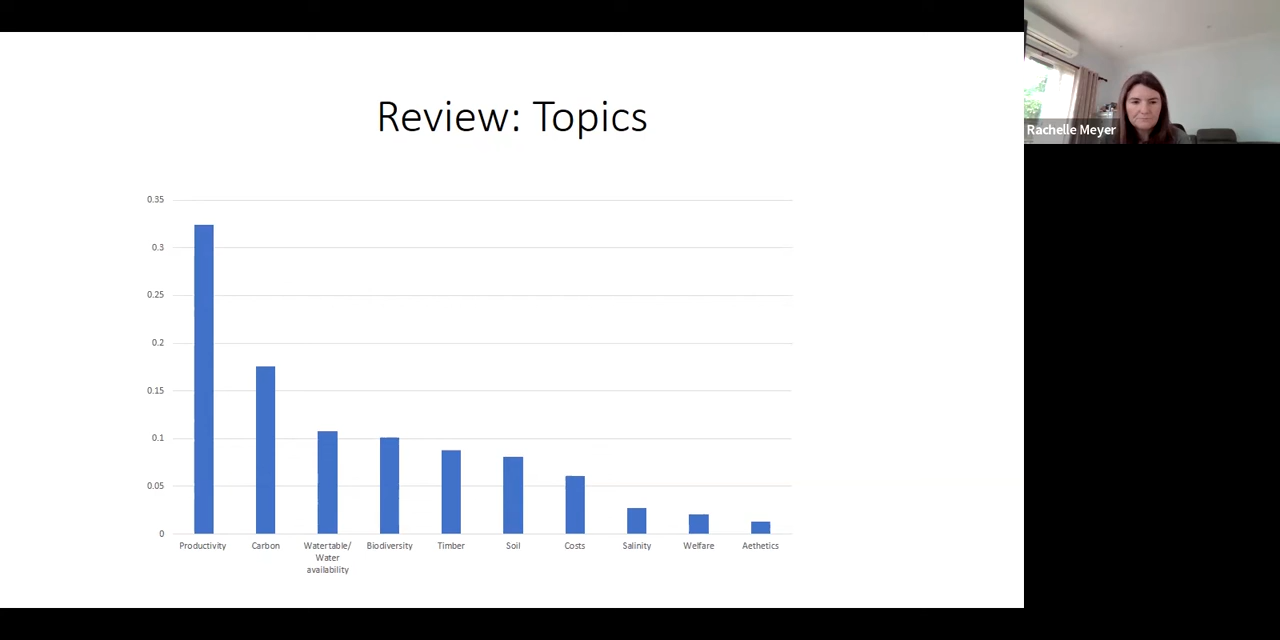 Review: Topics
Rachelle Meyer
0.35
0.3
0.25
0.2
0.15
0.1
0.05
0
Productivity
Carbon
Watertable/
Water
availability
Biodiversity
Timber
Soil
Costs
Salinity
Welfare
Aethetics